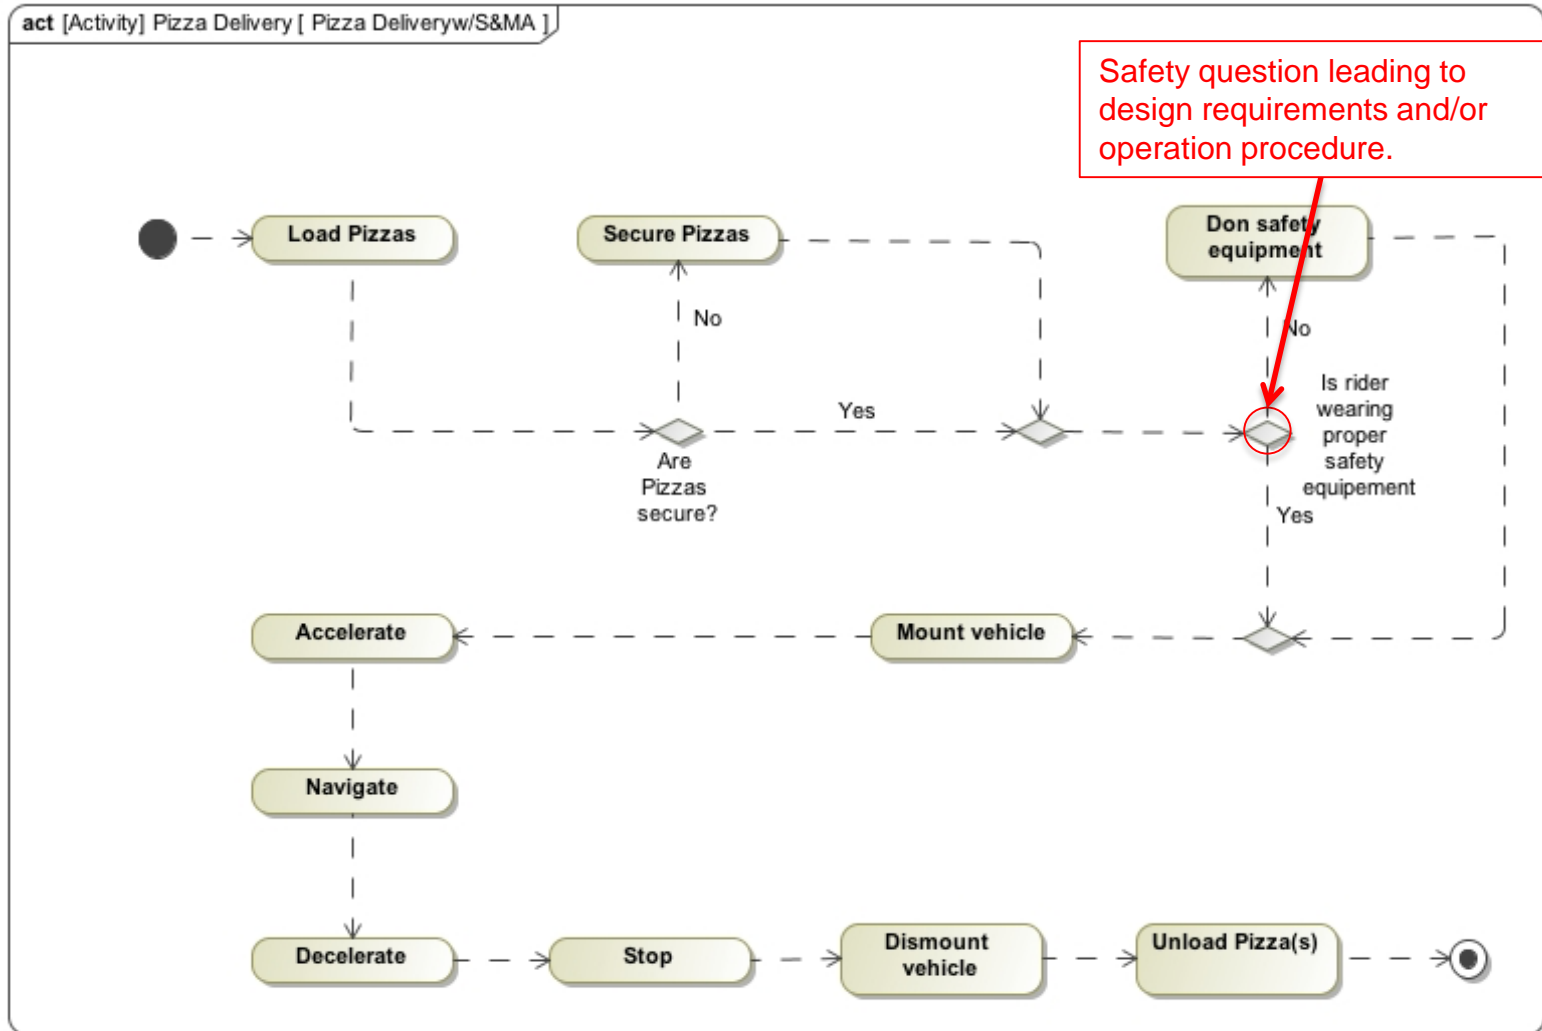 act [Activity] Pizza Delivery [ Pizza Deliveryw/S&MA ]
Safety question leading to
design requirements and/or
operation procedure.
Load Pizzas
Secure Pizzas
Don safety
equipment
No
No
Is rider
wearing
proper
safety
equipement
Yes
Are
Pizzas
secure?
Yes
Accelerate
Mount vehicle
Navigate
Decelerate
Stop
Dismount
vehicle
Unload Pizza(s)